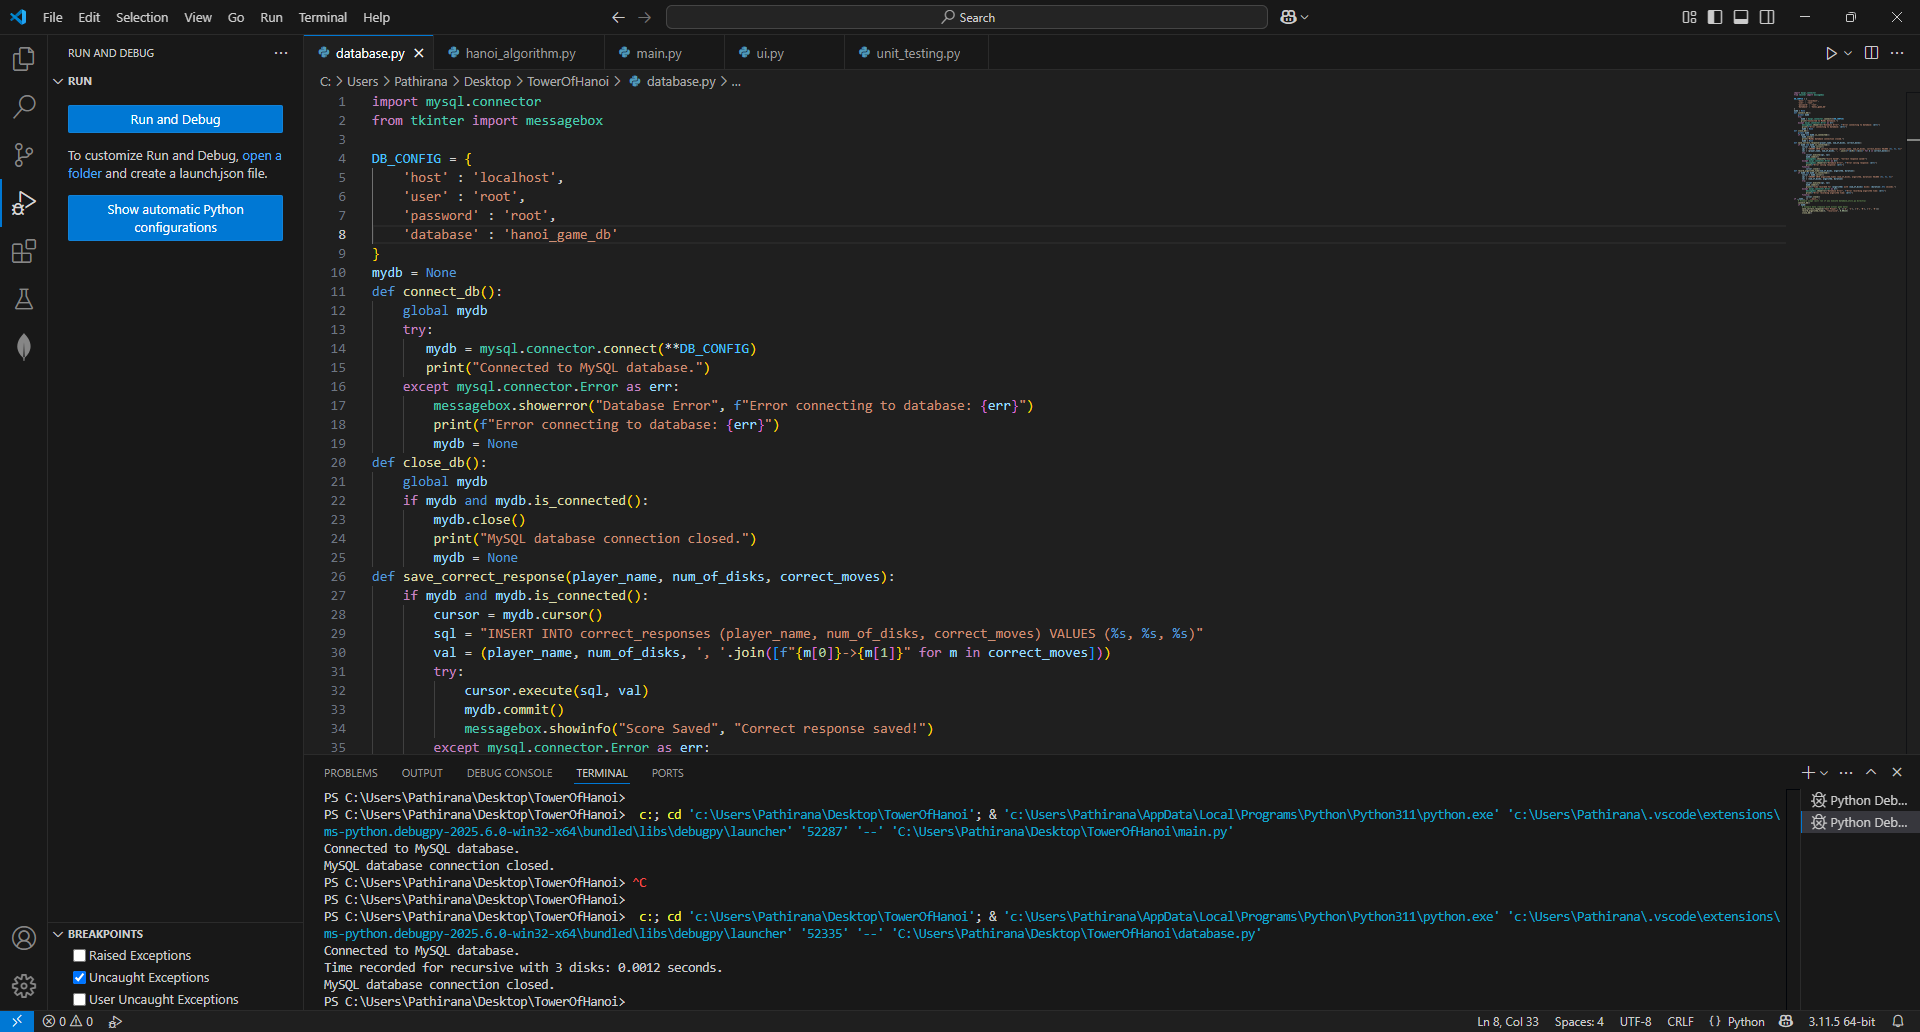 File Edit Selection View Go Run Terminal Help
Search
RUN AND DEBUG
RUN
Run and Debug
To customize Run and Debug, open a
folder and create a launch.json file.
Show automatic Python
configurations
BREAKPOINTS
Raised Exceptions
Uncaught Exceptions
User Uncaught Exceptions
database.py hanoi_algorithm.py main.py ui.py unit_testing.py
C: > Users > Pathirana > Desktop > TowerOfHanoi > database.py > ...
1 import mysql.connector
2 from tkinter import messagebox
3
4 DB_CONFIG = {
5 'host' : 'localhost',
6 'user' : 'root',
7 'password' : 'root',
8 'database' : 'hanoi_game_db'
9 }
10 mydb = None
11 def connect_db():
12 global mydb
13 try:
14 mydb = mysql.connector.connect(**DB_CONFIG)
15 print("Connected to MySQL database.")
16 except mysql.connector.Error as err:
17 messagebox.showerror("Database Error", f"Error connecting to database: {err}")
18 print(f"Error connecting to database: {err}")
19 mydb = None
20 def close_db():
21 global mydb
22 if mydb and mydb.is_connected():
23 mydb.close()
24 print("MySQL database connection closed.")
25 mydb = None
26 def save_correct_response(player_name, num_of_disks, correct_moves):
27 if mydb and mydb.is_connected():
28 cursor = mydb.cursor()
29 sql = "INSERT INTO correct_responses (player_name, num_of_disks, correct_moves) VALUES (%s, %s, %s)"
30 val = (player_name, num_of_disks, ', '.join([f"{m[0]}->{m[1]}" for m in correct_moves]))
31 try:
32 cursor.execute(sql, val)
33 mydb.commit()
34 messagebox.showinfo("Score Saved", "Correct response saved!")
35 except mysql.connector.Error as err:
PROBLEMS OUTPUT DEBUG CONSOLE TERMINAL PORTS
PS C:\Users\Pathirana\Desktop\TowerOfHanoi>
PS C:\Users\Pathirana\Desktop\TowerOfHanoi> c:; cd 'c:\Users\Pathirana\Desktop\TowerOfHanoi'; & 'c:\Users\Pathirana\AppData\Local\Programs\Python\Python311\python.exe' 'c:\Users\Pathirana\.vscode\extensions\
ms-python.debugpy-2025.6.0-win32-x64\bundled\libs\debugpy\launcher' '52287' '--' 'C:\Users\Pathirana\Desktop\TowerOfHanoi\main.py'
Connected to MySQL database.
MySQL database connection closed.
PS C:\Users\Pathirana\Desktop\TowerOfHanoi> ^C
PS C:\Users\Pathirana\Desktop\TowerOfHanoi>
PS C:\Users\Pathirana\Desktop\TowerOfHanoi> c:; cd 'c:\Users\Pathirana\Desktop\TowerOfHanoi'; & 'c:\Users\Pathirana\AppData\Local\Programs\Python\Python311\python.exe' 'c:\Users\Pathirana\.vscode\extensions\
ms-python.debugpy-2025.6.0-win32-x64\bundled\libs\debugpy\launcher' '52335' '--' 'C:\Users\Pathirana\Desktop\TowerOfHanoi\database.py'
Connected to MySQL database.
Time recorded for recursive with 3 disks: 0.0012 seconds.
MySQL database connection closed.
PS C:\Users\Pathirana\Desktop\TowerOfHanoi>
Python Deb...
Python Deb...
0 0
Ln 8, Col 33 Spaces: 4 UTF-8 CRLF {} Python 3.11.5 64-bit